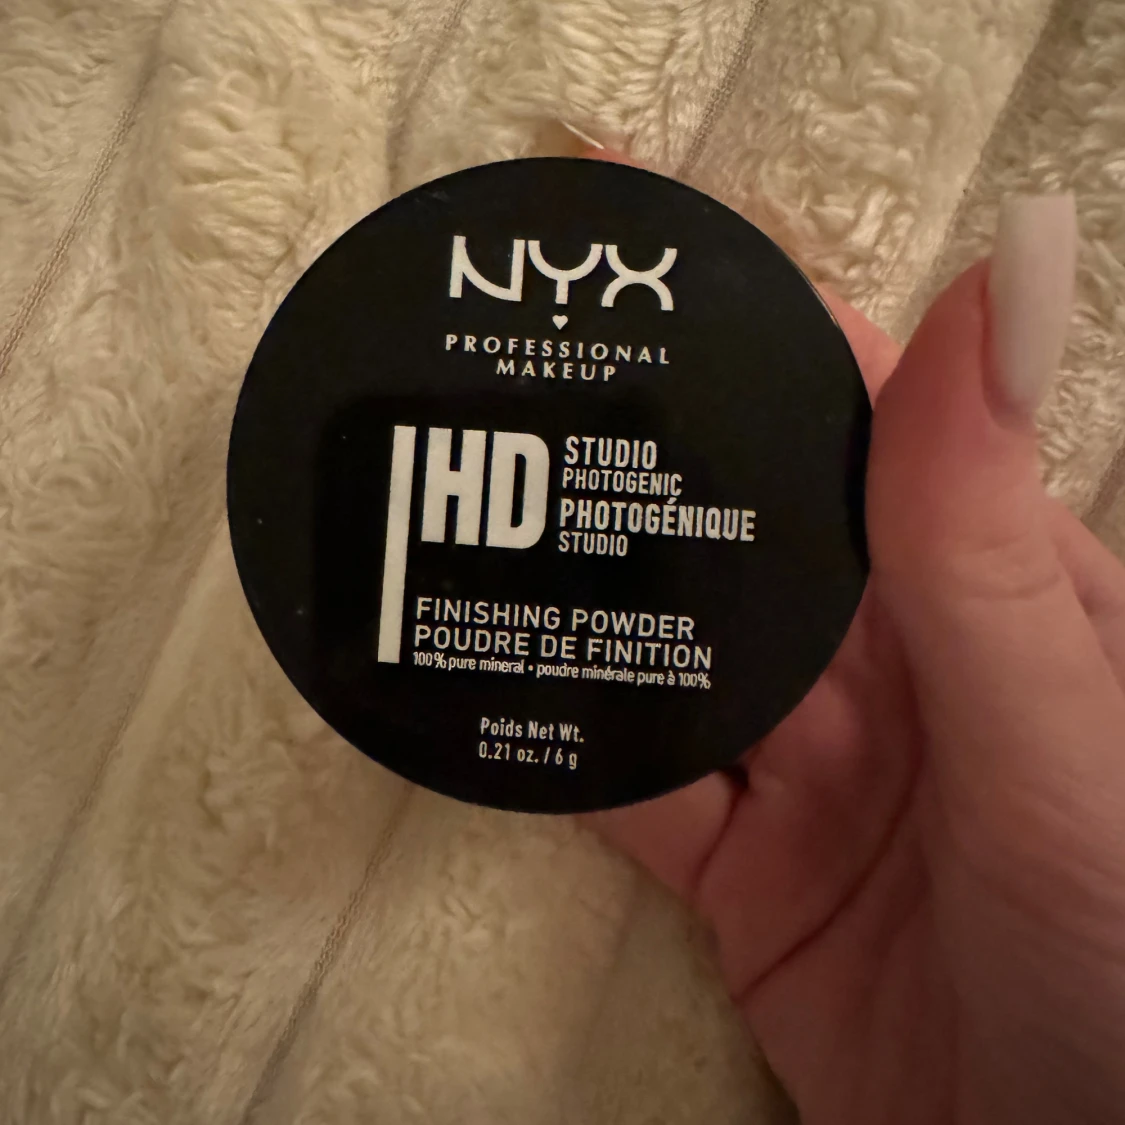 NYX
PROFESSIONAL
MAKEUP
HD
STUDIO
PHOTOGENIC
PHOTOGÉNIQUE
STUDIO
FINISHING POWDER
POUDRE DE FINITION
100% pure mineral • poudre minérale pure à 100%
Poids Net Wt.
0.21 oz. / 6 g